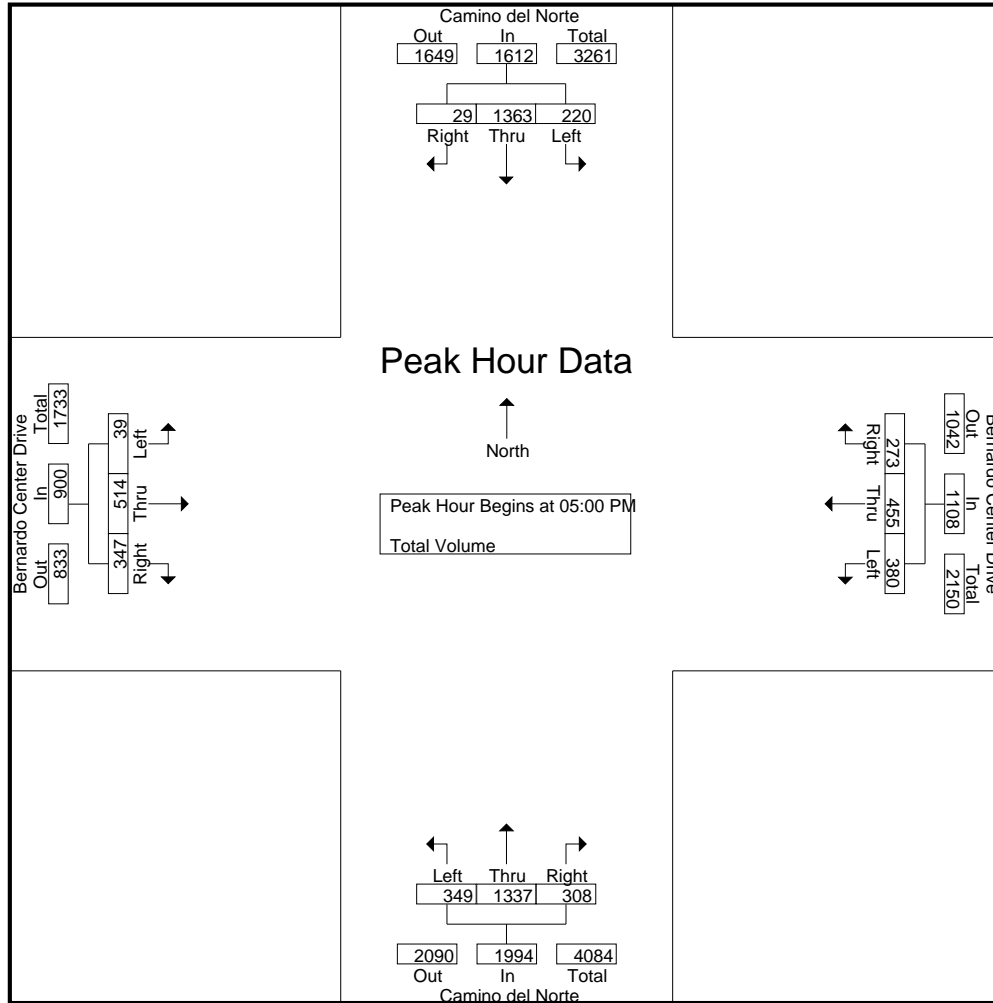 Camino del Norte
Out In Total
1649 1612 3261
29 1363 220
Right Thru Left
Peak Hour Data
North
Peak Hour Begins at 05:00 PM
Total Volume
Bernardo Center Drive
Total In Out
1733 900 833
39 514 347
Left Thru Right
Right Thru Left
273 455 380
1042 1108 2150
Out In Total
Bernardo Center Drive
Left Thru Right
349 1337 308
2090 1994 4084
Out In Total
Camino del Norte